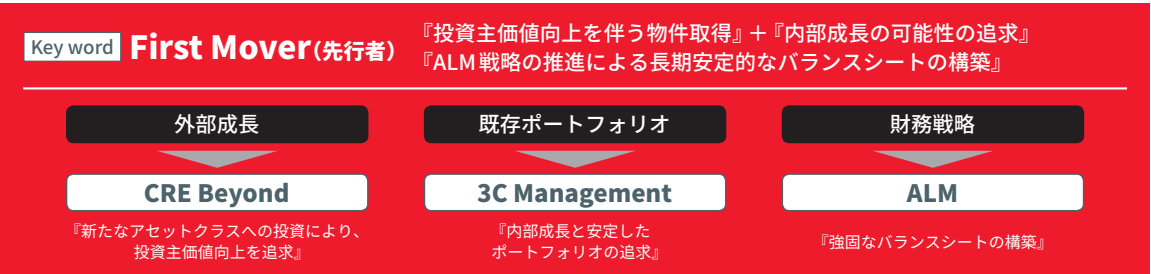 Key word First Mover(先行者) 『投資主価値向上を伴う物件取得』＋『内部成長の可能性の追求』
『ALM戦略の推進による長期安定的なバランスシートの構築』
外部成長
CRE Beyond
『新たなアセットクラスへの投資により、
投資主価値向上を追求』
既存ポートフォリオ
3C Management
『内部成長と安定した
ポートフォリオの追求』
財務戦略
ALM
『強固なバランスシートの構築』